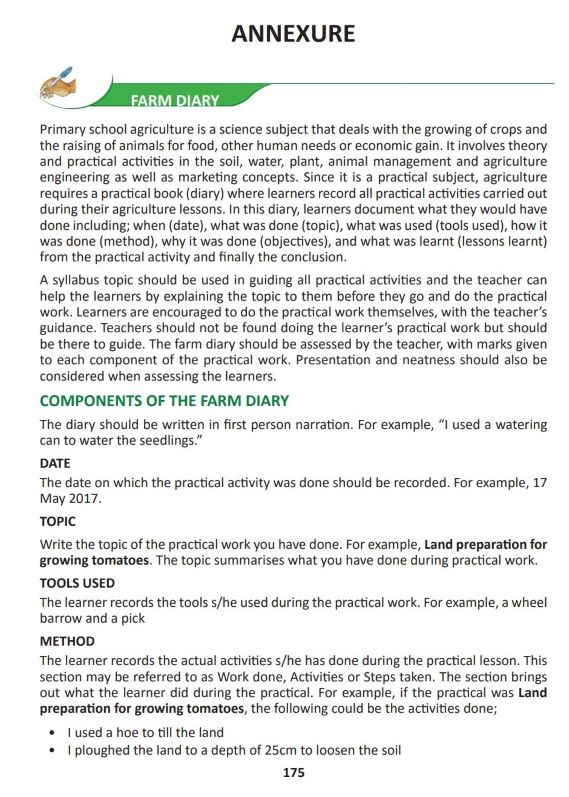 ANNEXURE
FARM DIARY
Primary school agriculture is a science subject that deals with the growing of crops and
the raising of animals for food, other human needs or economic gain. It involves theory
and practical activities in the soil, water, plant, animal management and agriculture
engineering as well as marketing concepts. Since it is a practical subject, agriculture
requires a practical book (diary) where learners record all practical activities carried out
during their agriculture lessons. In this diary, learners document what they would have
done including; when (date), what was done (topic), what was used (tools used), how it
was done (method), why it was done (objectives), and what was learnt (lessons learnt)
from the practical activity and finally the conclusion.
A syllabus topic should be used in guiding all practical activities and the teacher can
help the learners by explaining the topic to them before they go and do the practical
work. Learners are encouraged to do the practical work themselves, with the teacher’s
guidance. Teachers should not be found doing the learner’s practical work but should
be there to guide. The farm diary should be assessed by the teacher, with marks given
to each component of the practical work. Presentation and neatness should also be
considered when assessing the learners.
COMPONENTS OF THE FARM DIARY
The diary should be written in first person narration. For example, “I used a watering
can to water the seedlings.”
DATE
The date on which the practical activity was done should be recorded. For example, 17
May 2017.
TOPIC
Write the topic of the practical work you have done. For example, Land preparation for
growing tomatoes. The topic summarises what you have done during practical work.
TOOLS USED
The learner records the tools s/he used during the practical work. For example, a wheel
barrow and a pick
METHOD
The learner records the actual activities s/he has done during the practical lesson. This
section may be referred to as Work done, Activities or Steps taken. The section brings
out what the learner did during the practical. For example, if the practical was Land
preparation for growing tomatoes, the following could be the activities done;
• I used a hoe to till the land
• I ploughed the land to a depth of 25cm to loosen the soil
175